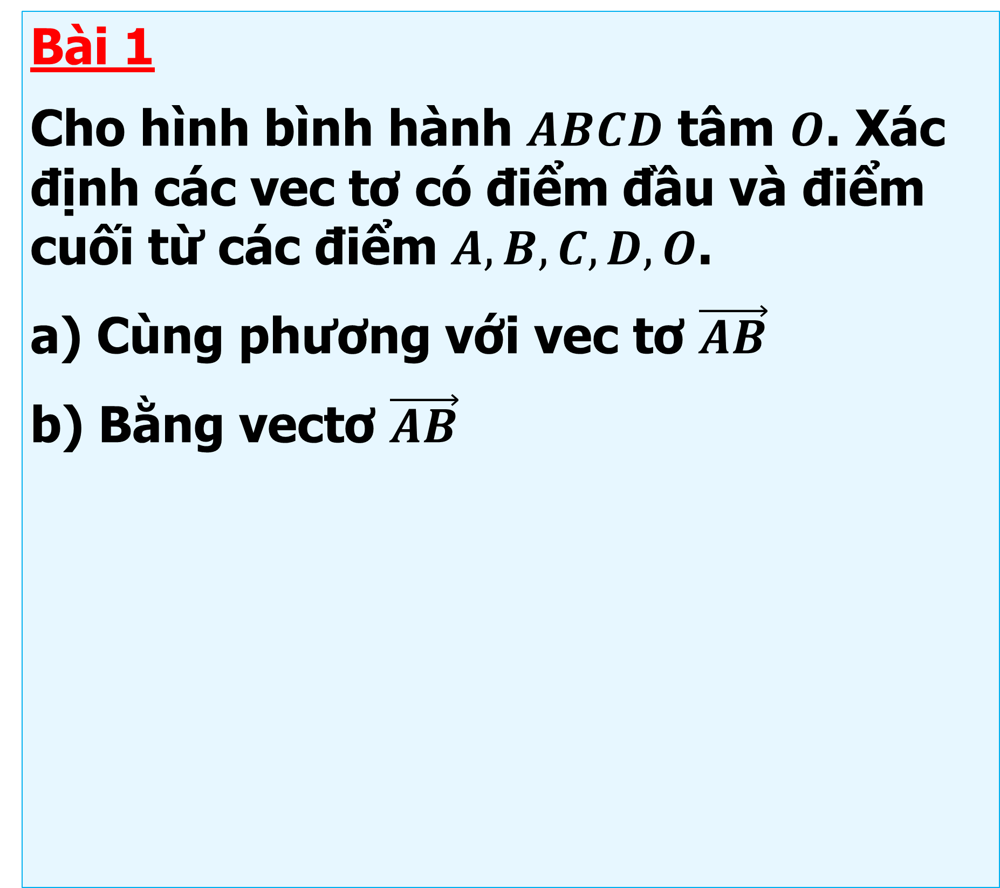 Bài 1
Cho hình bình hành ABCD tâm O. Xác
định các vec tơ có điểm đầu và điểm
cuối từ các điểm A, B, C, D, O.
a) Cùng phương với vec tơ $\overrightarrow{AB}$
b) Bằng vectơ $\overrightarrow{AB}$